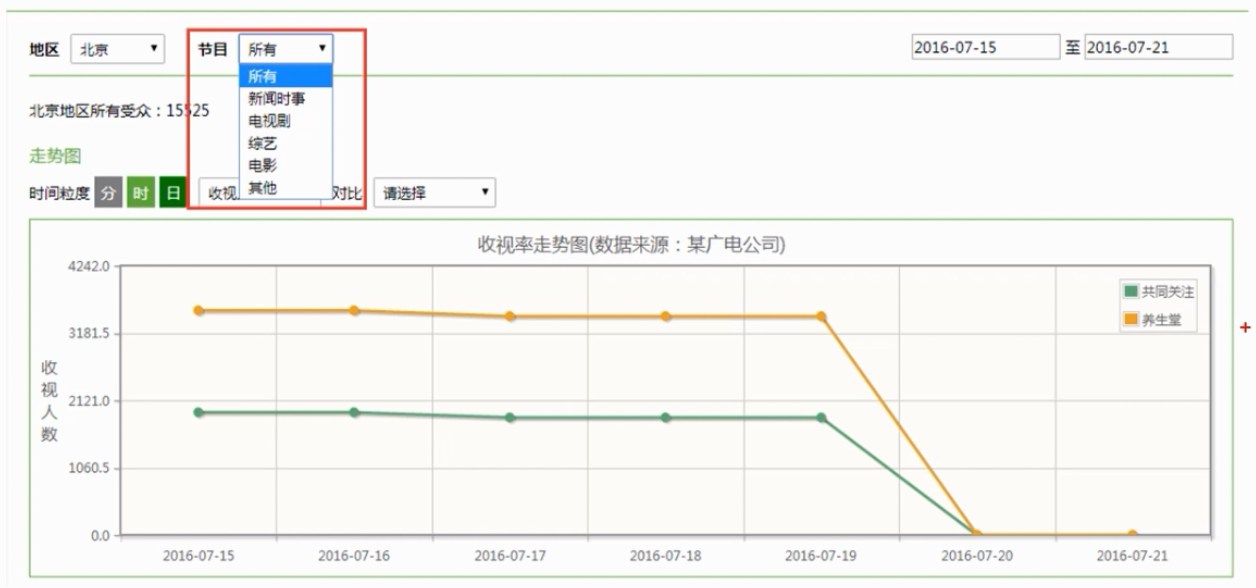 地区 北京 节目 所有 2016-07-15 至 2016-07-21
所有
新闻时事
电视剧
综艺
电影
其他
北京地区所有受众：15525
走势图
时间粒度 分 时 日 收视 对比 请选择
收视率走势图(数据来源：某广电公司)
共同关注
养生堂
收视人数
4242.0
3181.5
2121.0
1060.5
0.0
2016-07-15 2016-07-16 2016-07-17 2016-07-18 2016-07-19 2016-07-20 2016-07-21